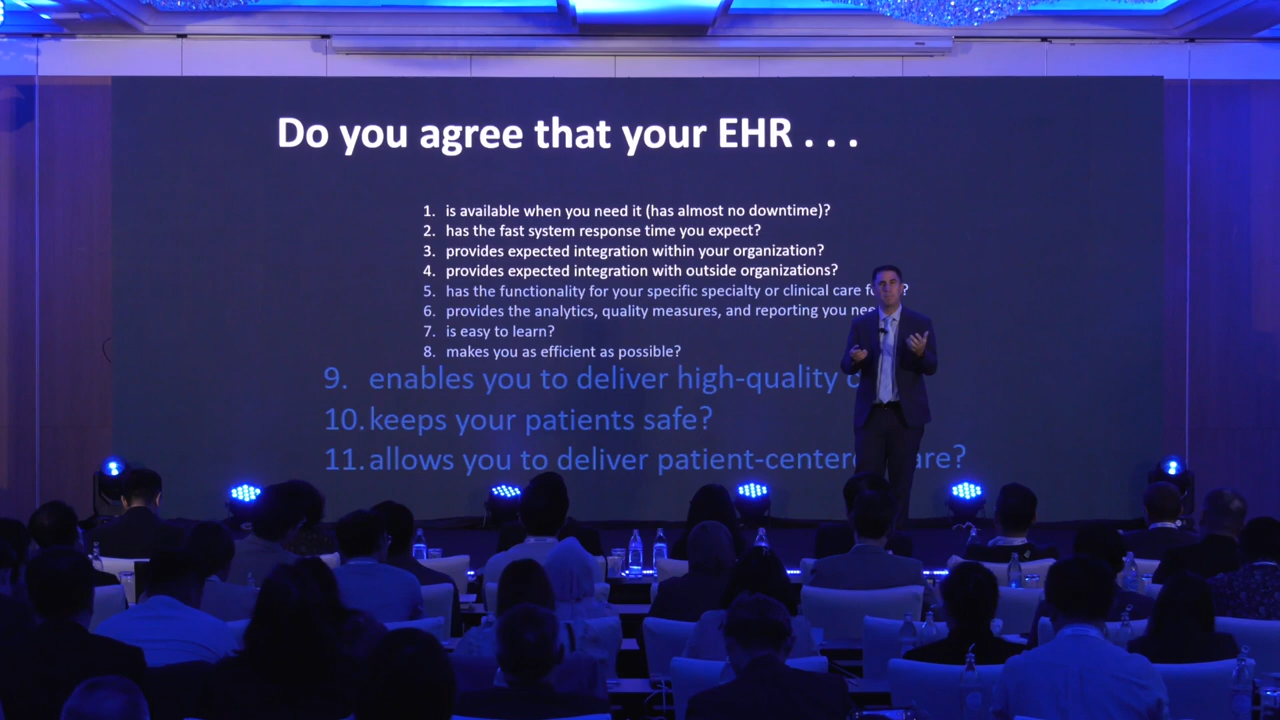 Do you agree that your EHR . . .
1. is available when you need it (has almost no downtime)?
2. has the fast system response time you expect?
3. provides expected integration within your organization?
4. provides expected integration with outside organizations?
5. has the functionality for your specific specialty or clinical care ?
6. provides the analytics, quality measures, and reporting you
7. is easy to learn?
8. makes you as efficient as possible?
9. enables you to deliver high-quality
10. keeps your patients safe?
11. allows you to deliver